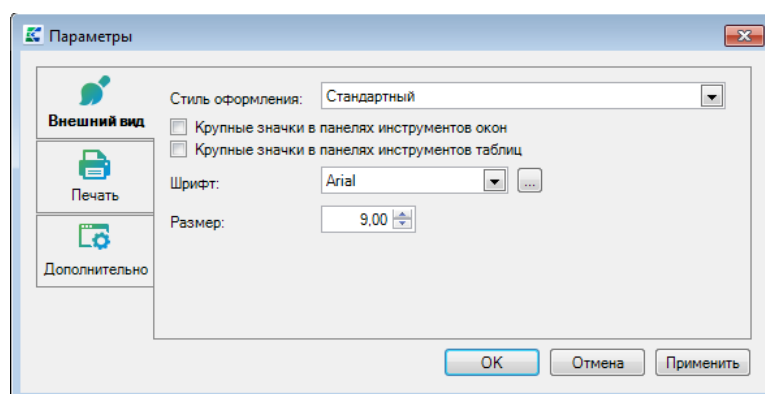 Параметры
Внешний вид
Печать
Дополнительно
Стиль оформления: Стандартный
Крупные значки в панелях инструментов окон
Крупные значки в панелях инструментов таблиц
Шрифт: Arial ...
Размер: 9,00
OK Отмена Применить